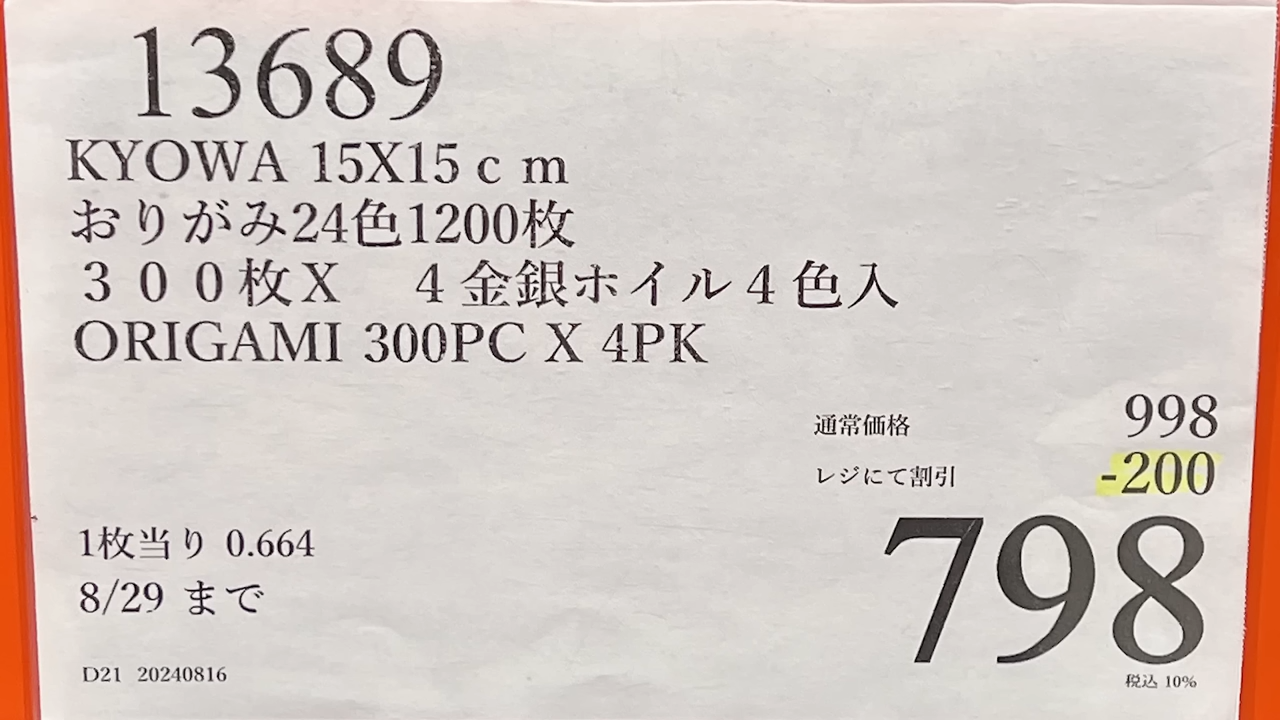 13689
KYOWA 15X15ｃｍ
おりがみ24色1200枚
３００枚X　４金銀ホイル４色入
ORIGAMI 300PC X 4PK
通常価格 998
レジにて割引 -200
798
税込 10%
1枚当り 0.664
8/29 まで
D21 20240816